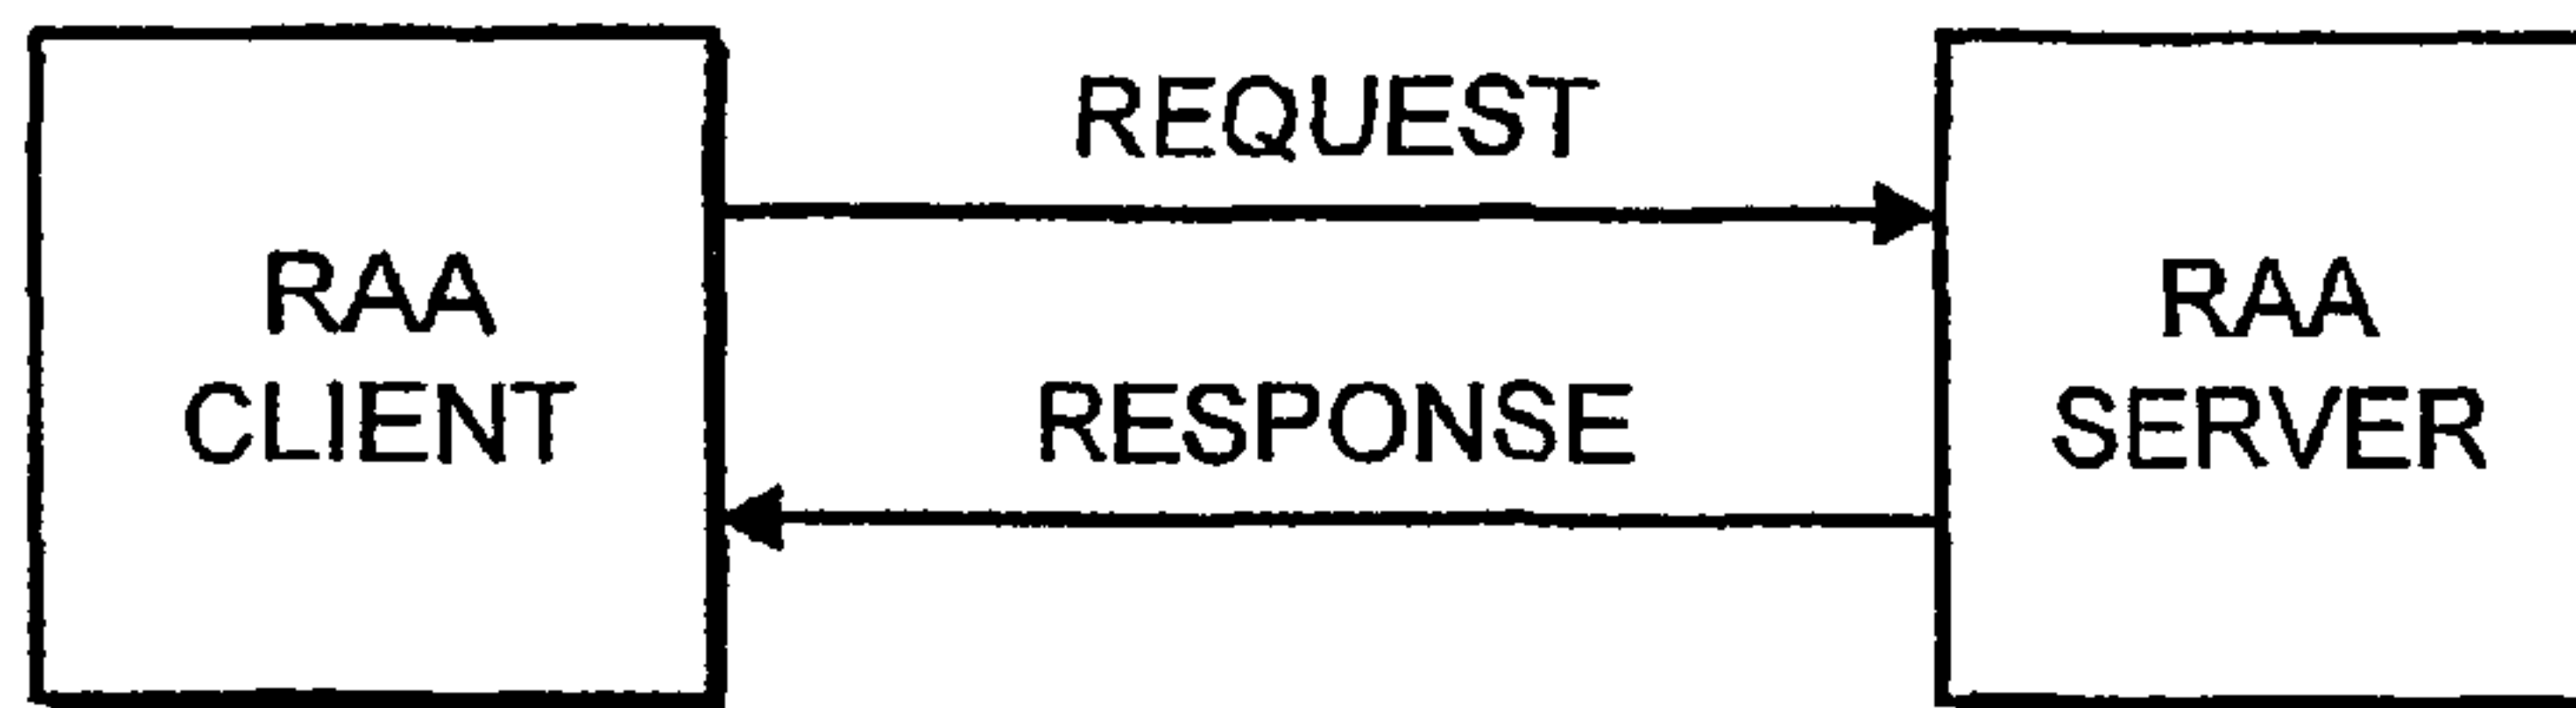 REQUEST
RAA
CLIENT
RESPONSE
RAA
SERVER